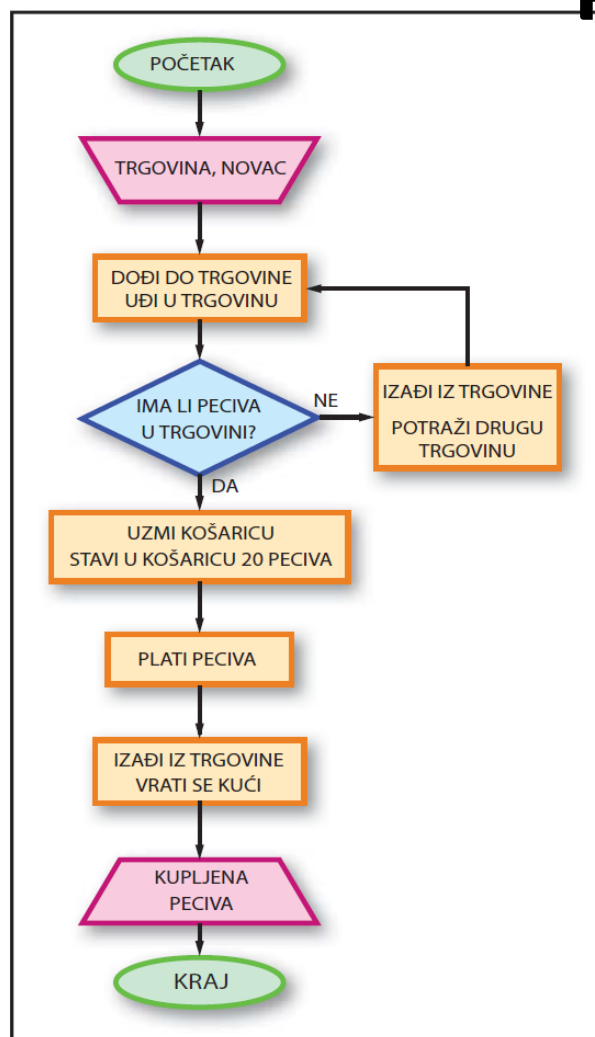 POČETAK
TRGOVINA, NOVAC
DOĐI DO TRGOVINE
UĐI U TRGOVINU
IMA LI PECIVA
U TRGOVINI?
NE
IZAĐI IZ TRGOVINE
POTRAŽI DRUGU
TRGOVINU
DA
UZMI KOŠARICU
STAVI U KOŠARICU 20 PECIVA
PLATI PECIVA
IZAĐI IZ TRGOVINE
VRATI SE KUĆI
KUPLJENA
PECIVA
KRAJ